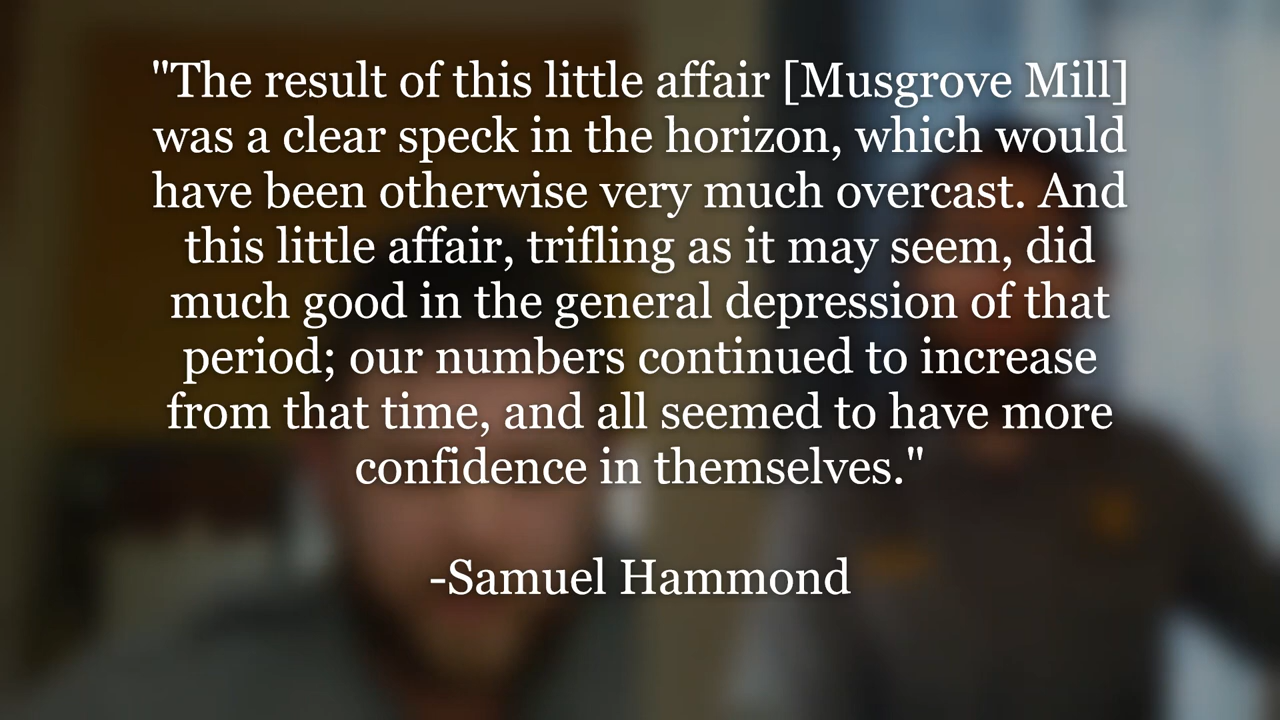 "The result of this little affair [Musgrove Mill]
was a clear speck in the horizon, which would
have been otherwise very much overcast. And
this little affair, trifling as it may seem, did
much good in the general depression of that
period; our numbers continued to increase
from that time, and all seemed to have more
confidence in themselves."
-Samuel Hammond